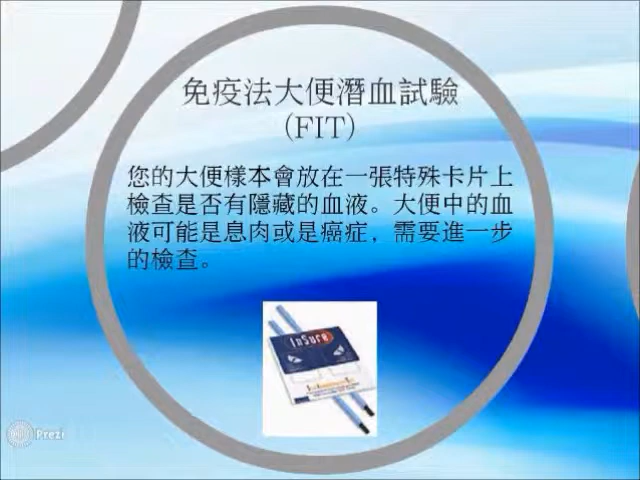 免疫法大便潛血試驗
(FIT)
您的大便樣本會放在一張特殊卡片上
檢查是否有隱藏的血液。大便中的血
液可能是息肉或是癌症，需要進一步
的檢查。
InSure
Prezi